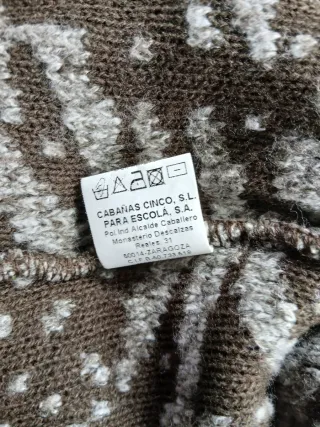 CABAÑAS CINCO, S.L.
PARA ESCOLA, S.A.
Pol.Ind Alcalde Caballero
Monasterio Descalzas
Reales, 31
50014-ZARAGOZA